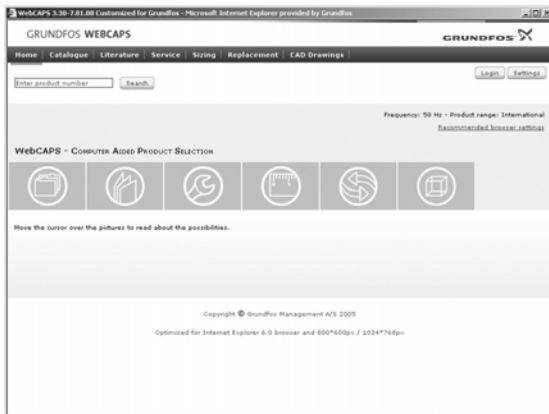 WebCAPS 3.30-7.01.00 Customized for Grundfos - Microsoft Internet Explorer provided by Grundfos
GRUNDFOS WEBCAPS
GRUNDFOS
Home Catalogue Literature Service Sizing Replacement CAD Drawings
Login Settings
Enter product number Search
Frequency: 50 Hz - Product range: International
Recommended browser settings
WebCAPS - Computer Aided Product Selection
Move the cursor over the pictures to read about the possibilities.
Copyright © Grundfos Management A/S 2005
Optimized for Internet Explorer 6.0 browser and 800*600px / 1024*768px